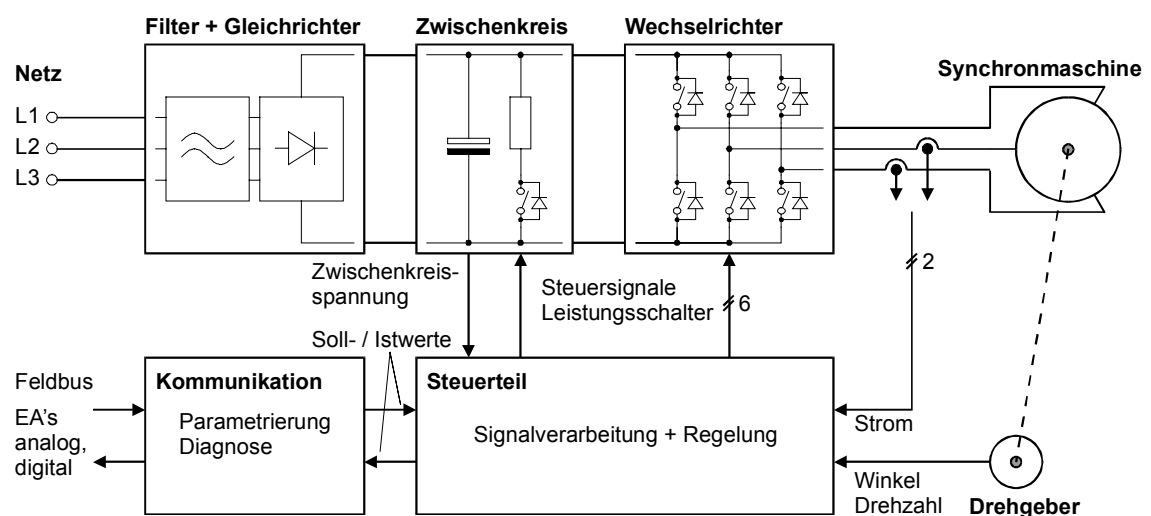 Filter + Gleichrichter
Zwischenkreis
Wechselrichter
Netz
L1
L2
L3
Synchronmaschine
Zwischenkreis-
spannung
Steuersignale
Leistungsschalter
6
2
Soll- / Istwerte
Feldbus
EA's
analog,
digital
Kommunikation
Parametrierung
Diagnose
Steuerteil
Signalverarbeitung + Regelung
Strom
Winkel
Drehzahl
Drehgeber